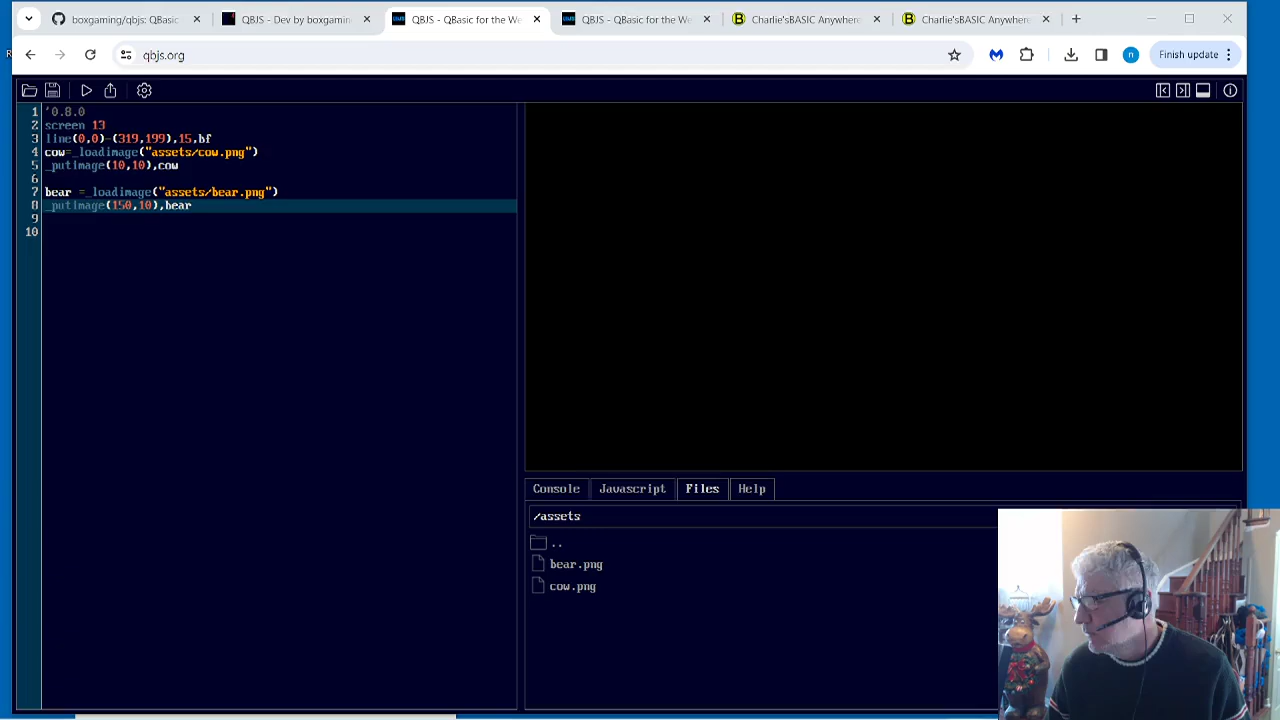 boxgaming/qbjs: QBasic
QBJS - Dev (@ boxgamin
QBJS - QBasic for the We
QBJS - QBasic for the We
Charlie'sBASIC Anywhere
Charlie'sBASIC Anywhere
qbjs.org
n
Finish update
1 '0.8.0
2 screen 13
3 line(0,0)-(319,199),15,bf
4 cow=_loadimage("assets/cow.png")
5 _putimage(10,10),cow
6
7 bear =_loadimage("assets/bear.png")
8 _putimage(150,10),bear
9
10
Console Javascript Files Help
/assets
..
bear.png
cow.png